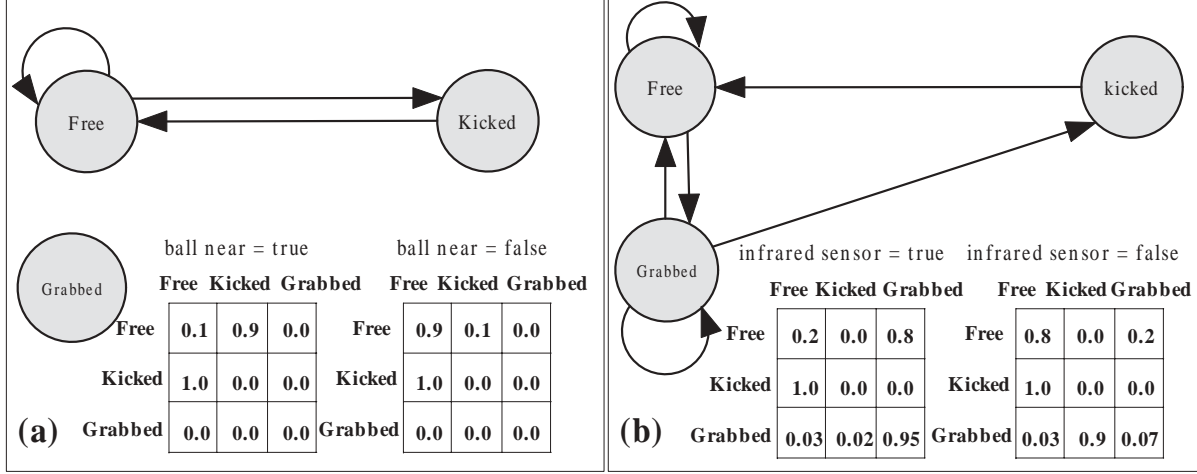 Free
Kicked
Grabbed
ball near = true
ball near = false
Free Kicked Grabbed
Free Kicked Grabbed
Free 0.1 0.9 0.0
Free 0.9 0.1 0.0
Kicked 1.0 0.0 0.0
Kicked 1.0 0.0 0.0
Grabbed 0.0 0.0 0.0
Grabbed 0.0 0.0 0.0
(a)
Free
kicked
Grabbed
infrared sensor = true
infrared sensor = false
Free Kicked Grabbed
Free Kicked Grabbed
Free 0.2 0.0 0.8
Free 0.8 0.0 0.2
Kicked 1.0 0.0 0.0
Kicked 1.0 0.0 0.0
Grabbed 0.03 0.02 0.95
Grabbed 0.03 0.9 0.07
(b)